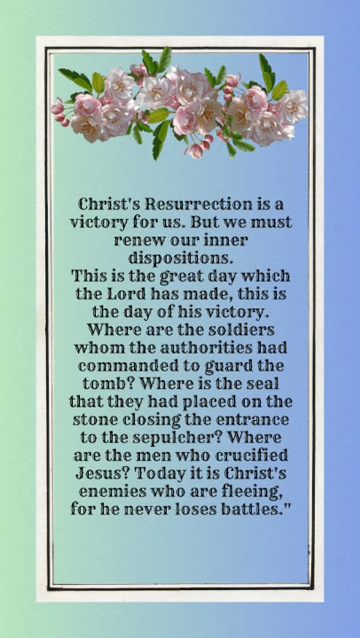 Christ's Resurrection is a
victory for us. But we must
renew our inner
dispositions.
This is the great day which
the Lord has made, this is
the day of his victory.
Where are the soldiers
whom the authorities had
commanded to guard the
tomb? Where is the seal
that they had placed on the
stone closing the entrance
to the sepulcher? Where
are the men who crucified
Jesus? Today it is Christ's
enemies who are fleeing,
for he never loses battles."